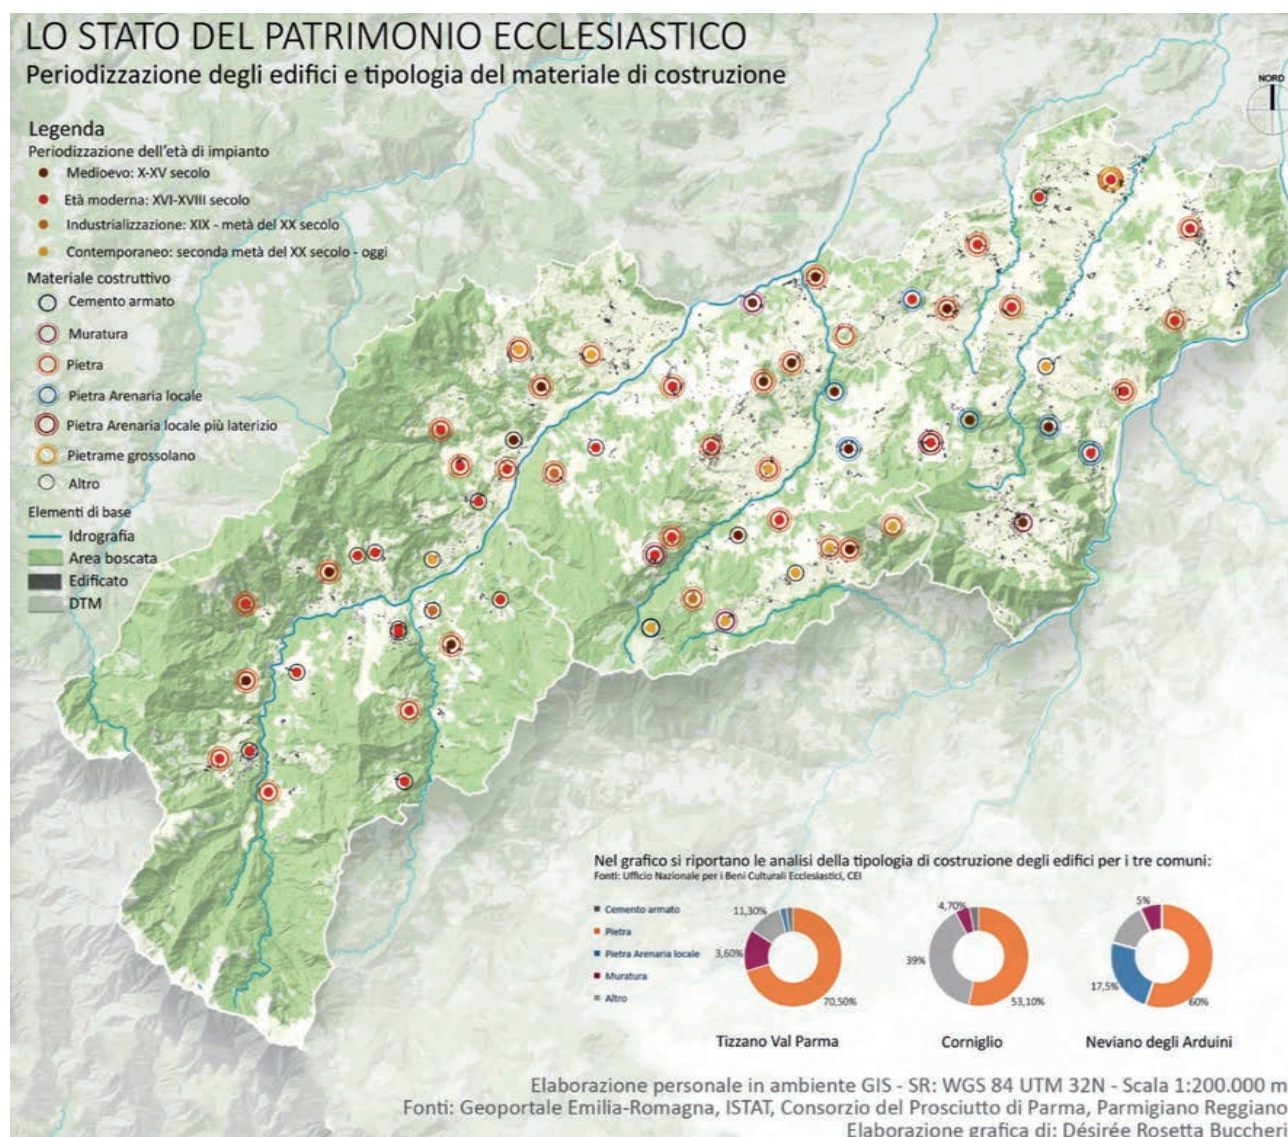 LO STATO DEL PATRIMONIO ECCLESIASTICO
Periodizzazione degli edifici e tipologia del materiale di costruzione
NORD
Legenda
Periodizzazione dell'età di impianto
Medioevo: X-XV secolo
Età moderna: XVI-XVIII secolo
Industrializzazione: XIX - metà del XX secolo
Contemporaneo: seconda metà del XX secolo - oggi
Materiale costruttivo
Cemento armato
Muratura
Pietra
Pietra Arenaria locale
Pietra Arenaria locale più laterizio
Pietrame grossolano
Altro
Elementi di base
Idrografia
Area boscata
Edificato
DTM
Nel grafico si riportano le analisi della tipologia di costruzione degli edifici per i tre comuni:
Fonti: Ufficio Nazionale per i Beni Culturali Ecclesiastici, CEI
Cemento armato
Pietra
Pietra Arenaria locale
Muratura
Altro
11,30%
3,60%
70,50%
Tizzano Val Parma
4,70%
39%
53,10%
Corniglio
5%
17,5%
60%
Neviano degli Arduini
Elaborazione personale in ambiente GIS - SR: WGS 84 UTM 32N - Scala 1:200.000 m
Fonti: Geoportale Emilia-Romagna, ISTAT, Consorzio del Prosciutto di Parma, Parmigiano Reggiano
Elaborazione grafica di: Désirée Rosetta Buccheri